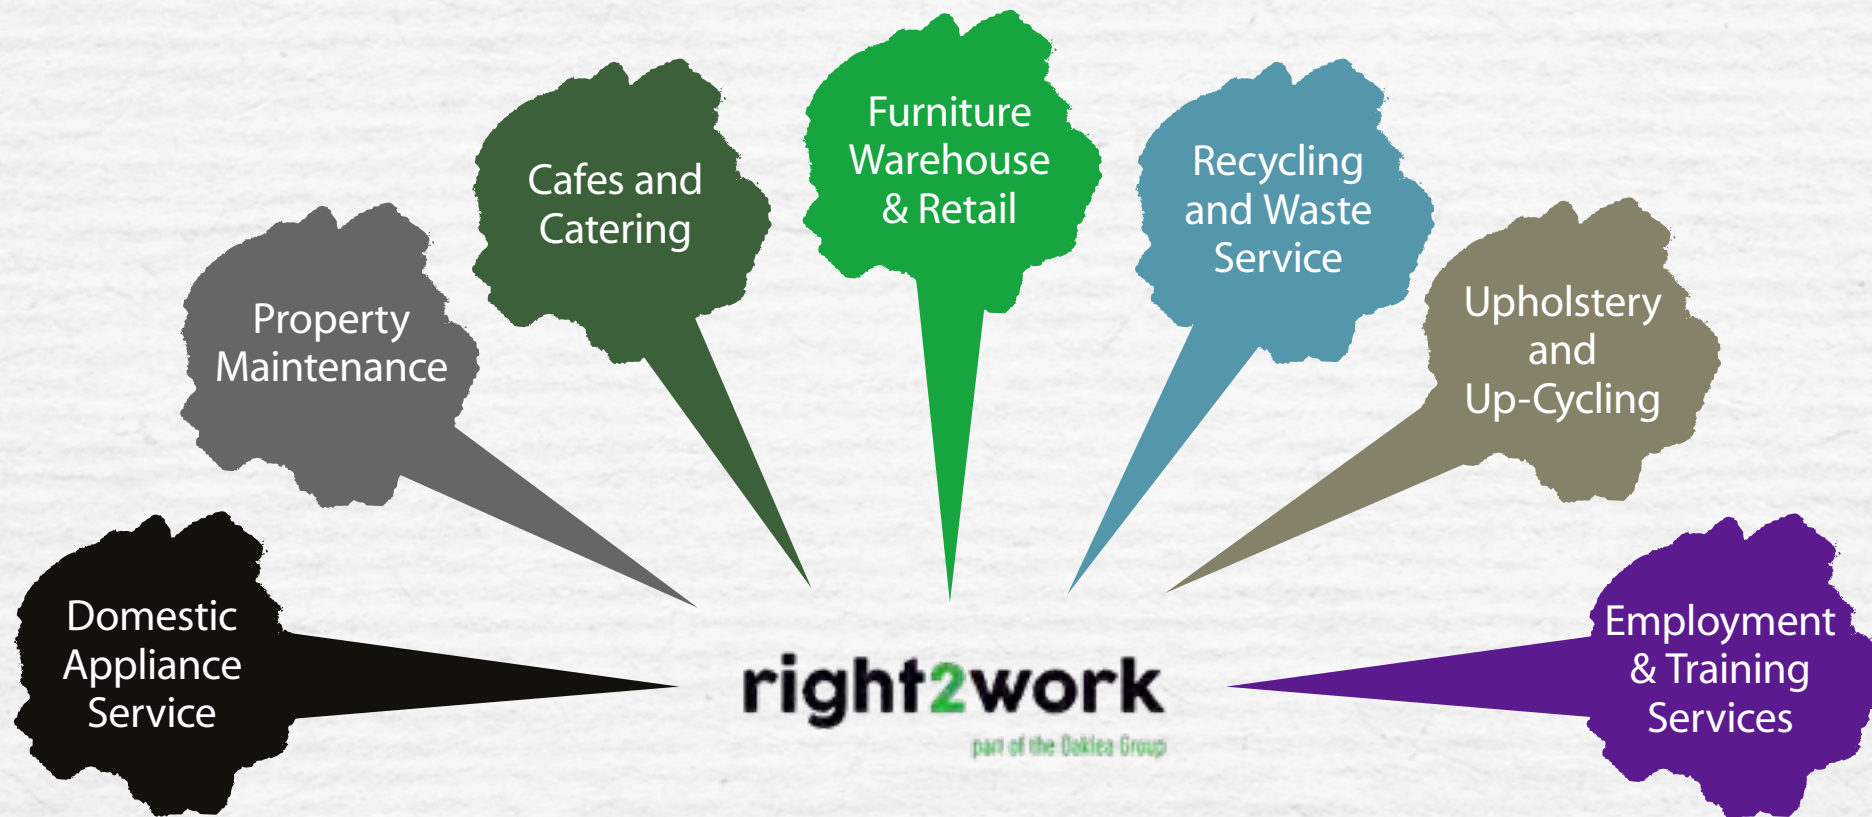 Furniture
Warehouse
& Retail
Cafes and
Catering
Recycling
and Waste
Service
Property
Maintenance
Upholstery
and
Up-Cycling
Domestic
Appliance
Service
Employment
& Training
Services
right2work
part of the Oaklea Group